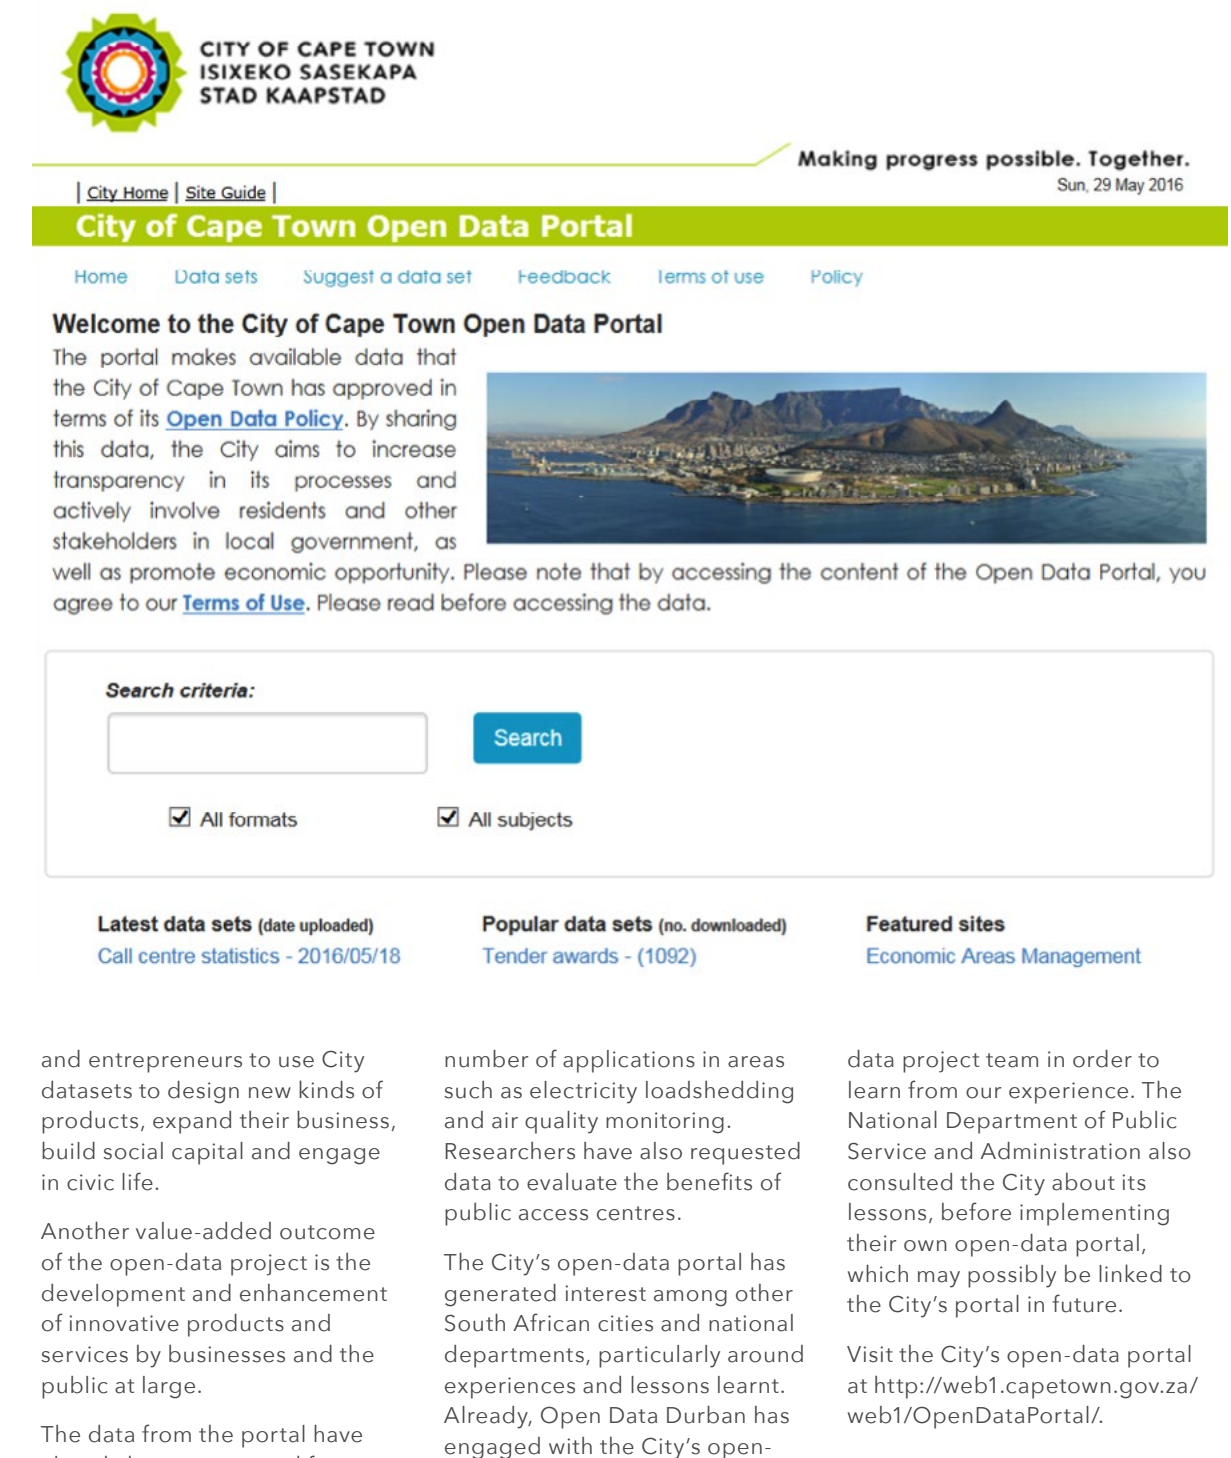 CITY OF CAPE TOWN
ISIXEKO SASEKAPA
STAD KAAPSTAD
Making progress possible. Together.
| City Home | Site Guide |
Sun, 29 May 2016
City of Cape Town Open Data Portal
Home Data sets Suggest a data set Feedback Terms of use Policy
Welcome to the City of Cape Town Open Data Portal
The portal makes available data that
the City of Cape Town has approved in
terms of its Open Data Policy. By sharing
this data, the City aims to increase
transparency in its processes and
actively involve residents and other
stakeholders in local government, as
well as promote economic opportunity. Please note that by accessing the content of the Open Data Portal, you
agree to our Terms of Use. Please read before accessing the data.
Search criteria:
Search
All formats All subjects
Latest data sets (date uploaded)
Call centre statistics - 2016/05/18
Popular data sets (no. downloaded)
Tender awards - (1092)
Featured sites
Economic Areas Management
and entrepreneurs to use City
datasets to design new kinds of
products, expand their business,
build social capital and engage
in civic life.
Another value-added outcome
of the open-data project is the
development and enhancement
of innovative products and
services by businesses and the
public at large.
The data from the portal have
number of applications in areas
such as electricity loadshedding
and air quality monitoring.
Researchers have also requested
data to evaluate the benefits of
public access centres.
The City's open-data portal has
generated interest among other
South African cities and national
departments, particularly around
experiences and lessons learnt.
Already, Open Data Durban has
engaged with the City's open-
data project team in order to
learn from our experience. The
National Department of Public
Service and Administration also
consulted the City about its
lessons, before implementing
their own open-data portal,
which may possibly be linked to
the City's portal in future.
Visit the City's open-data portal
at http://web1.capetown.gov.za/
web1/OpenDataPortal/.